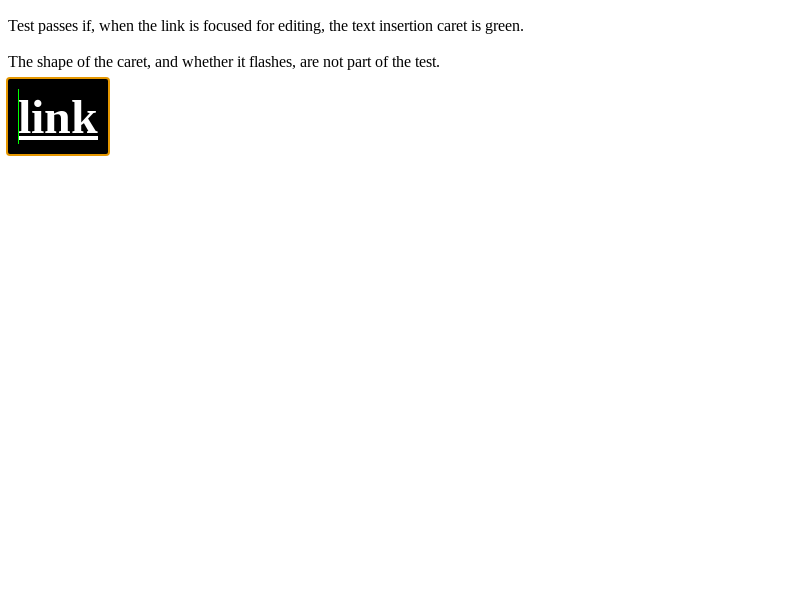 Test passes if, when the link is focused for editing, the text insertion caret is green.
The shape of the caret, and whether it flashes, are not part of the test.
link